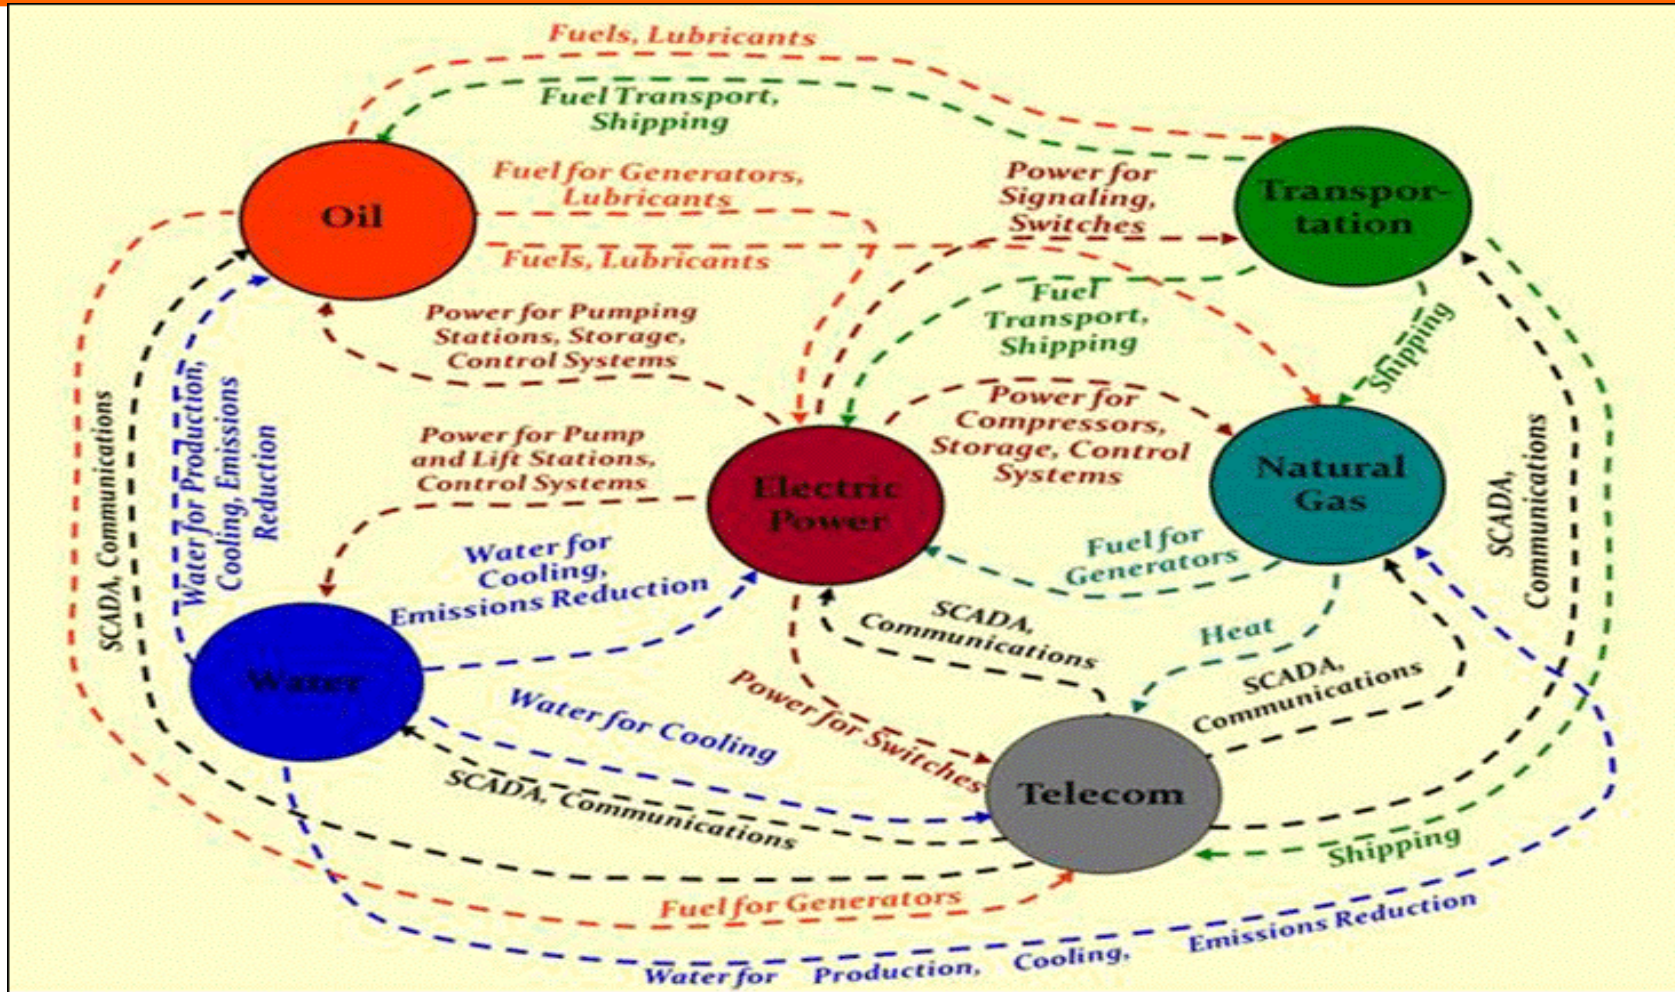 Fuels, Lubricants
Fuel Transport,
Shipping
Oil
Fuel for Generators,
Lubricants
Fuels, Lubricants
Power for
Signaling,
Switches
Transpor-
tation
Fuel
Transport,
Shipping
Shipping
Power for Pumping
Stations, Storage,
Control Systems
Power for
Compressors,
Storage, Control
Systems
Power for Pump
and Lift Stations,
Control Systems
Electric
Power
Natural
Gas
SCADA, Communications
Water for Production,
Cooling, Emissions
Reduction
SCADA,
Communications
Water for
Cooling,
Emissions Reduction
Fuel for
Generators
SCADA,
Communications
Heat
SCADA,
Communications
Water
Water for Cooling
Power for Switches
SCADA, Communications
Telecom
Shipping
Fuel for Generators
Water for Production, Cooling, Emissions Reduction